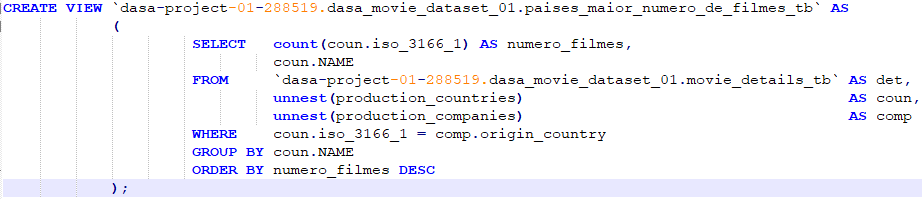 CREATE VIEW `dasa-project-01-288519.dasa_movie_dataset_01.paises_maior_numero_de_filmes_tb` AS
(
SELECT count(coun.iso_3166_1) AS numero_filmes,
coun.NAME
FROM `dasa-project-01-288519.dasa_movie_dataset_01.movie_details_tb` AS det,
unnest(production_countries) AS coun,
unnest(production_companies) AS comp
WHERE coun.iso_3166_1 = comp.origin_country
GROUP BY coun.NAME
ORDER BY numero_filmes DESC
);